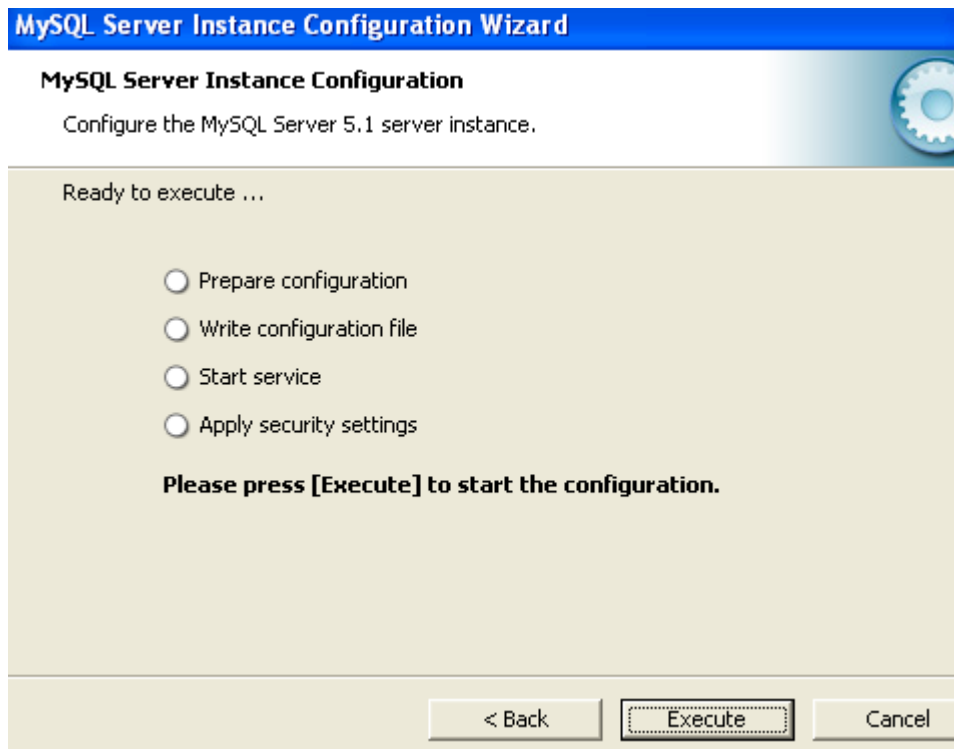 MySQL Server Instance Configuration Wizard
MySQL Server Instance Configuration
Configure the MySQL Server 5.1 server instance.
Ready to execute ...
Prepare configuration
Write configuration file
Start service
Apply security settings
Please press [Execute] to start the configuration.
< Back
Execute
Cancel